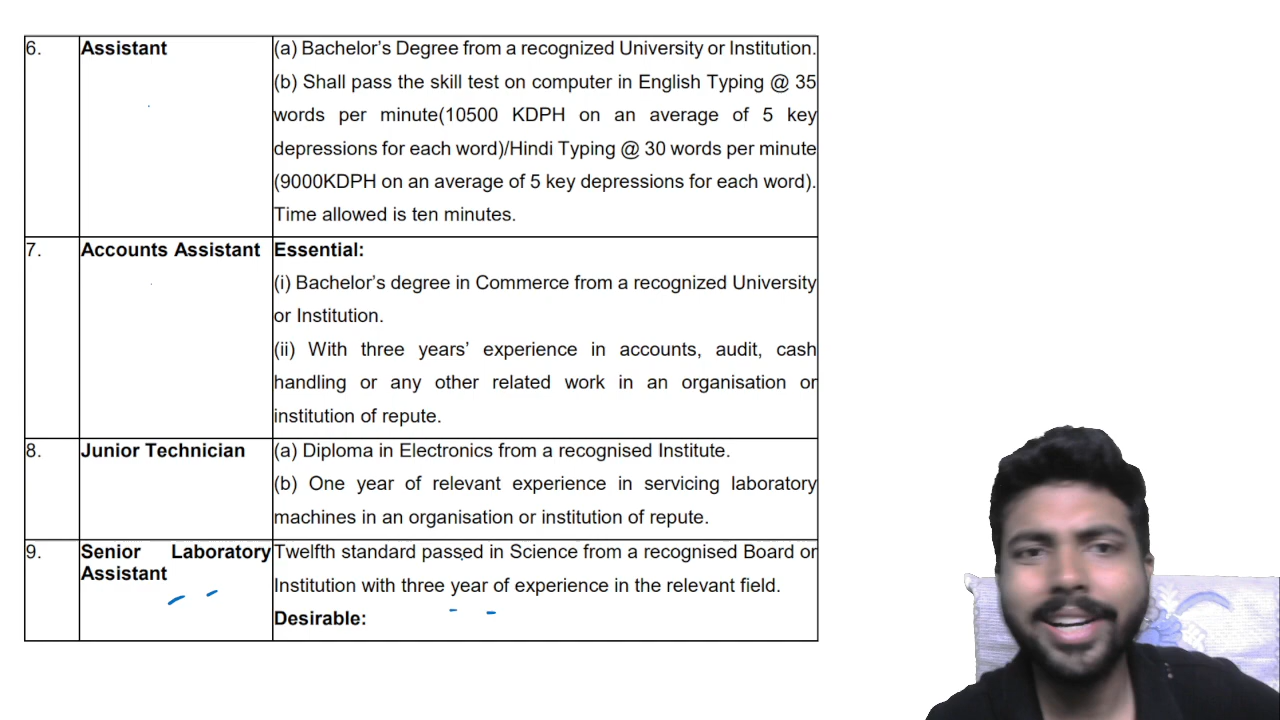 6. Assistant (a) Bachelor’s Degree from a recognized University or Institution.
(b) Shall pass the skill test on computer in English Typing @ 35
words per minute(10500 KDPH on an average of 5 key
depressions for each word)/Hindi Typing @ 30 words per minute
(9000KDPH on an average of 5 key depressions for each word).
Time allowed is ten minutes.
7. Accounts Assistant Essential:
(i) Bachelor’s degree in Commerce from a recognized University
or Institution.
(ii) With three years’ experience in accounts, audit, cash
handling or any other related work in an organisation or
institution of repute.
8. Junior Technician (a) Diploma in Electronics from a recognised Institute.
(b) One year of relevant experience in servicing laboratory
machines in an organisation or institution of repute.
9. Senior Laboratory Twelfth standard passed in Science from a recognised Board or
Assistant Institution with three year of experience in the relevant field.
Desirable: